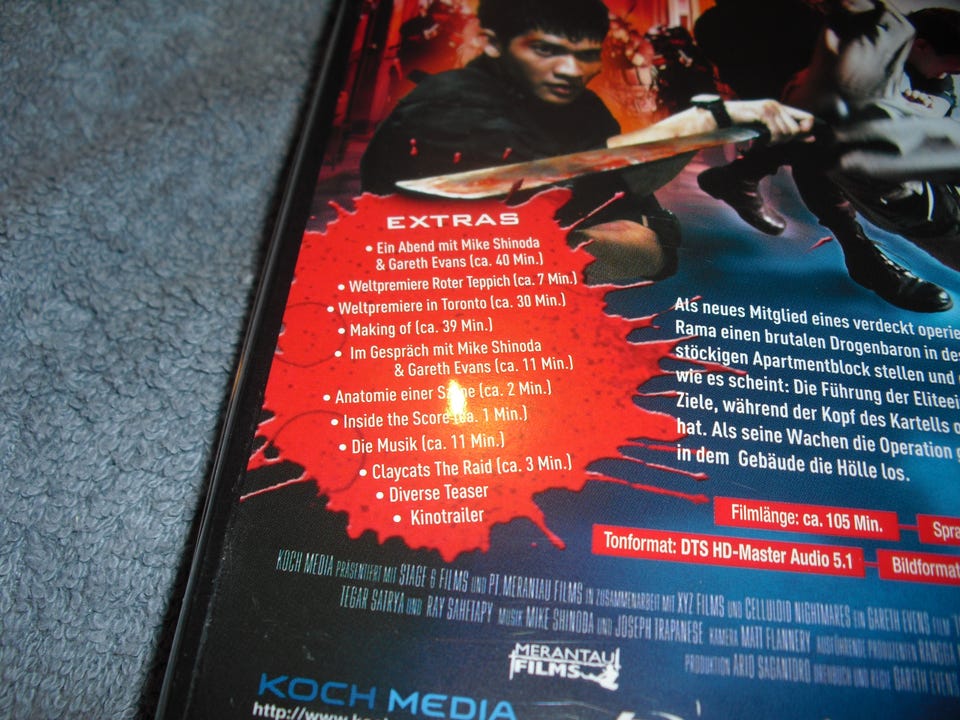 EXTRAS
• Ein Abend mit Mike Shinoda
& Gareth Evans (ca. 40 Min.)
• Weltpremiere Roter Teppich (ca. 7 Min.)
• Weltpremiere in Toronto (ca. 30 Min.)
• Making of (ca. 39 Min.)
• Im Gespräch mit Mike Shinoda
& Gareth Evans (ca. 11 Min.)
• Anatomie einer (ca. 2 Min.)
• Inside the Score (ca. 1 Min.)
• Die Musik (ca. 11 Min.)
• Claycats The Raid (ca. 3 Min.)
• Diverse Teaser
• Kinotrailer
Als neues Mitglied eines verdeckt
Rama einen brutalen Drogenbaron in
stöckigen Apartmentblock stellen und
wie es scheint: Die Führung der
Ziele, während der Kopf des Kartells
hat. Als seine Wachen die Operation
in dem Gebäude die Hölle los.
Filmlänge: ca. 105 Min.
Tonformat: DTS HD-Master Audio 5.1
Bildformat
KOCH MEDIA PRÄSENTIERT MIT STAGE 6 FILMS UND PT. MERANTAU FILMS IN ZUSAMMENARBEIT MIT XYZ FILMS UND CELLULOID NIGHTMARES EIN GARETH EVANS FILM
TEGAR SATRYA UND RAY SAHETAPY MUSIK MIKE SHINODA UND JOSEPH TRAPANESE KAMERA MATT FLANNERY AUSFÜHRENDE PRODUZENTEN
PRODUKTION ARIO SAGANTORO DREHBUCH UND REGIE GARETH
MERANTAU
FILMS
KOCH MEDIA
http://www.